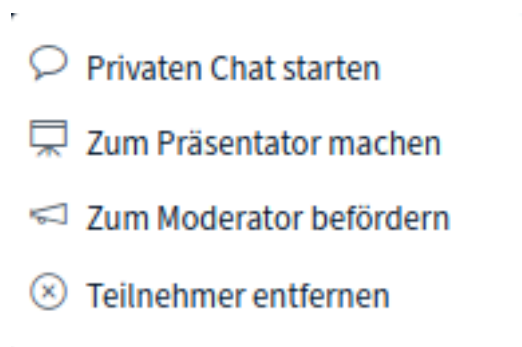 Privaten Chat starten
Zum Präsentator machen
Zum Moderator befördern
Teilnehmer entfernen